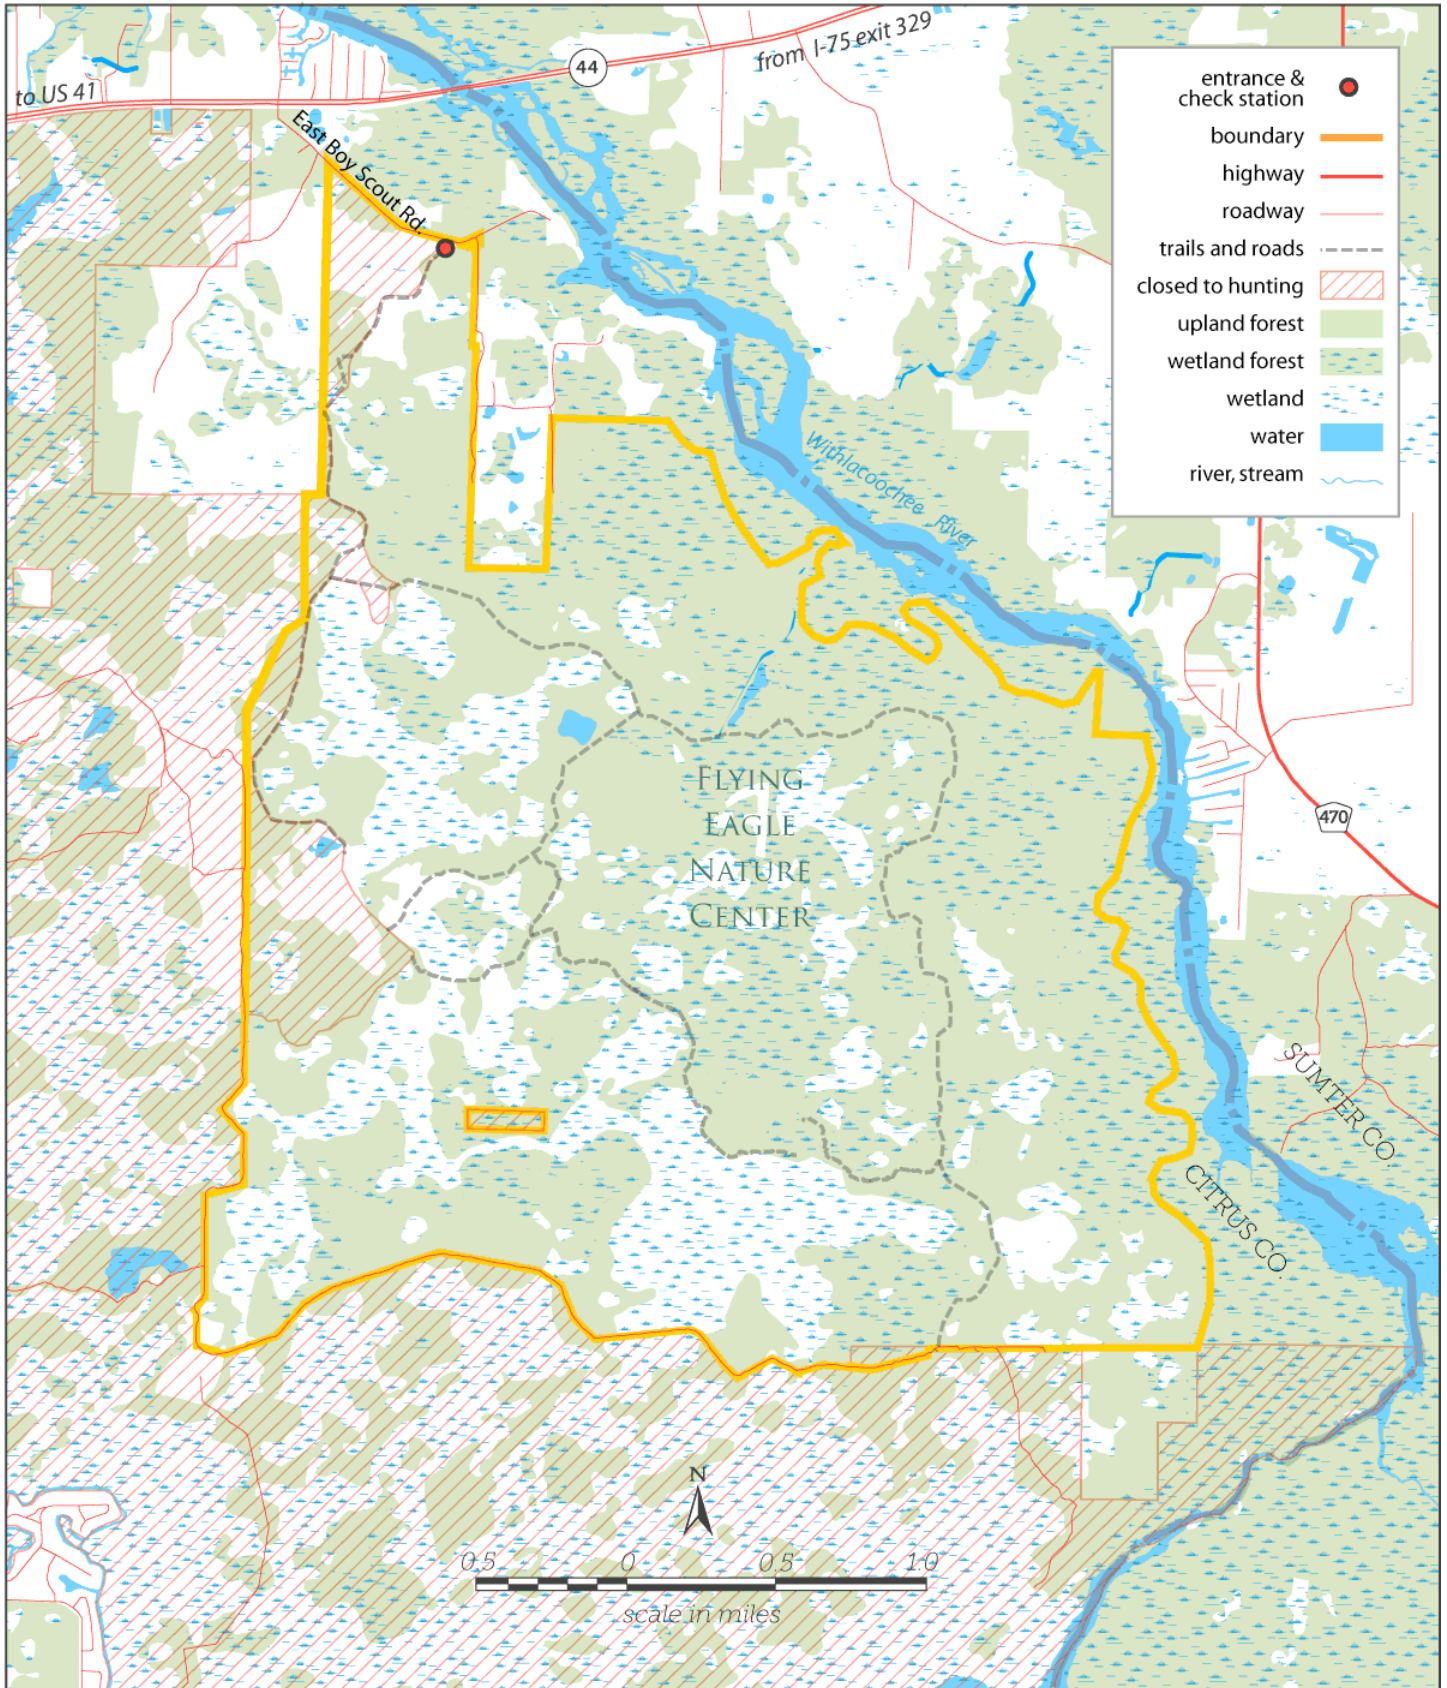 from I-75 exit 329
44
to US 41
East Boy Scout Rd.
entrance &
check station
boundary
highway
roadway
trails and roads
closed to hunting
upland forest
wetland forest
wetland
water
river, stream
Withlacoochee River
FLYING
EAGLE
NATURE
CENTER
470
SUMTER CO.
CITRUS CO.
N
0.5 0 0.5 1.0
scale in miles